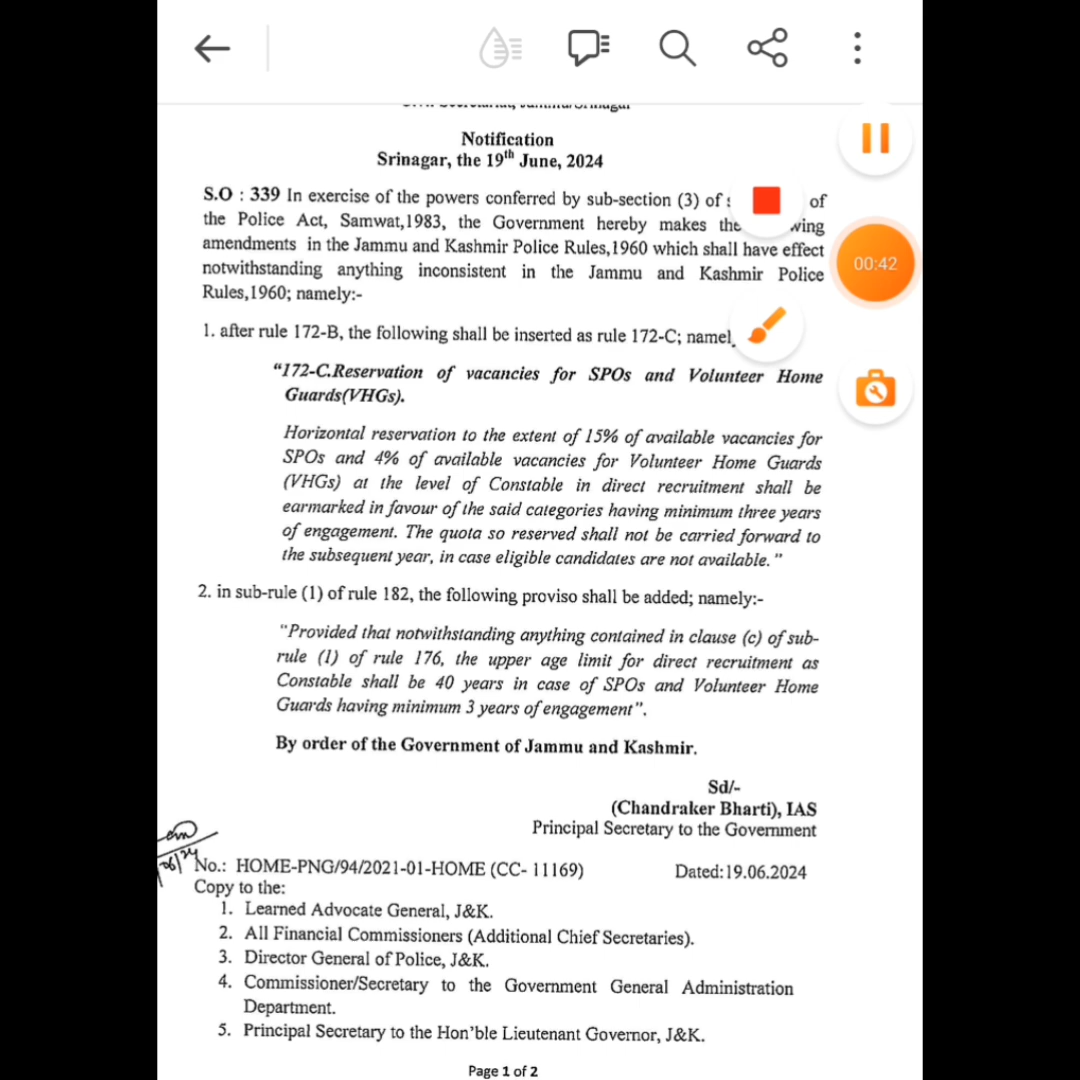 Notification
Srinagar, the 19th June, 2024
S.O : 339 In exercise of the powers conferred by sub-section (3) of of
the Police Act, Samwat,1983, the Government hereby makes the
amendments in the Jammu and Kashmir Police Rules,1960 which shall have effect
notwithstanding anything inconsistent in the Jammu and Kashmir Police
Rules,1960; namely:-
00:42
1. after rule 172-B, the following shall be inserted as rule 172-C;
"172-C.Reservation of vacancies for SPOs and Volunteer Home
Guards(VHGs).
Horizontal reservation to the extent of 15% of available vacancies for
SPOs and 4% of available vacancies for Volunteer Home Guards
(VHGs) at the level of Constable in direct recruitment shall be
earmarked in favour of the said categories having minimum three years
of engagement. The quota so reserved shall not be carried forward to
the subsequent year, in case eligible candidates are not available."
2. in sub-rule (1) of rule 182, the following proviso shall be added; namely:-
"Provided that notwithstanding anything contained in clause (c) of sub-
rule (1) of rule 176, the upper age limit for direct recruitment as
Constable shall be 40 years in case of SPOs and Volunteer Home
Guards having minimum 3 years of engagement".
By order of the Government of Jammu and Kashmir.
Sd/-
(Chandraker Bharti), IAS
Principal Secretary to the Government
No.: HOME-PNG/94/2021-01-HOME (CC- 11169) Dated:19.06.2024
Copy to the:
1. Learned Advocate General, J&K.
2. All Financial Commissioners (Additional Chief Secretaries).
3. Director General of Police, J&K.
4. Commissioner/Secretary to the Government General Administration
Department.
5. Principal Secretary to the Hon'ble Lieutenant Governor, J&K.
Page 1 of 2